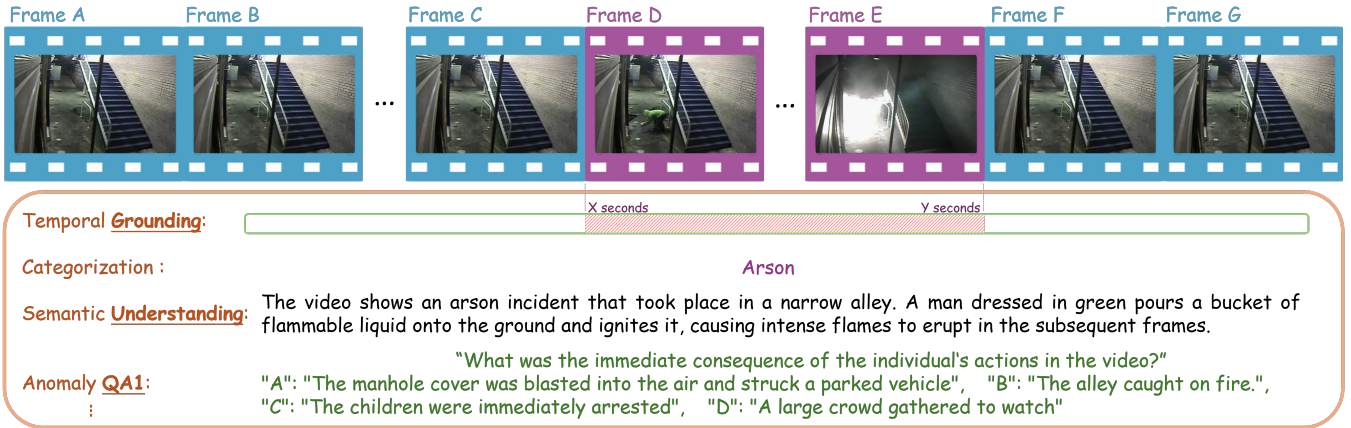 Frame A Frame B Frame C Frame D Frame E Frame F Frame G
... ...
X seconds Y seconds
Temporal Grounding:
Categorization : Arson
The video shows an arson incident that took place in a narrow alley. A man dressed in green pours a bucket of
Semantic Understanding:
flammable liquid onto the ground and ignites it, causing intense flames to erupt in the subsequent frames.
“What was the immediate consequence of the individual‘s actions in the video?”
Anomaly QA1:
"A": "The manhole cover was blasted into the air and struck a parked vehicle", "B": "The alley caught on fire.",
"C": "The children were immediately arrested", "D": "A large crowd gathered to watch"